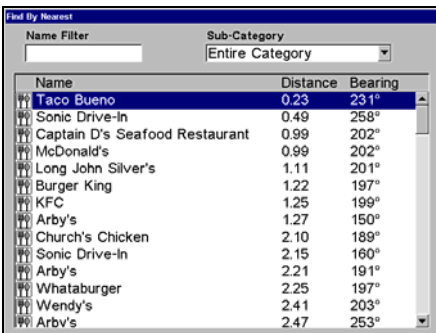 Find By Nearest
Name Filter Sub-Category
Entire Category
Name Distance Bearing
Taco Bueno 0.23 231°
Sonic Drive-In 0.49 258°
Captain D's Seafood Restaurant 0.99 202°
McDonald's 0.99 202°
Long John Silver's 1.11 201°
Burger King 1.22 197°
KFC 1.25 199°
Arby's 1.27 150°
Church's Chicken 2.10 189°
Sonic Drive-In 2.15 160°
Arby's 2.21 191°
Whataburger 2.25 197°
Wendy's 2.41 203°
Arby's 2.47 253°